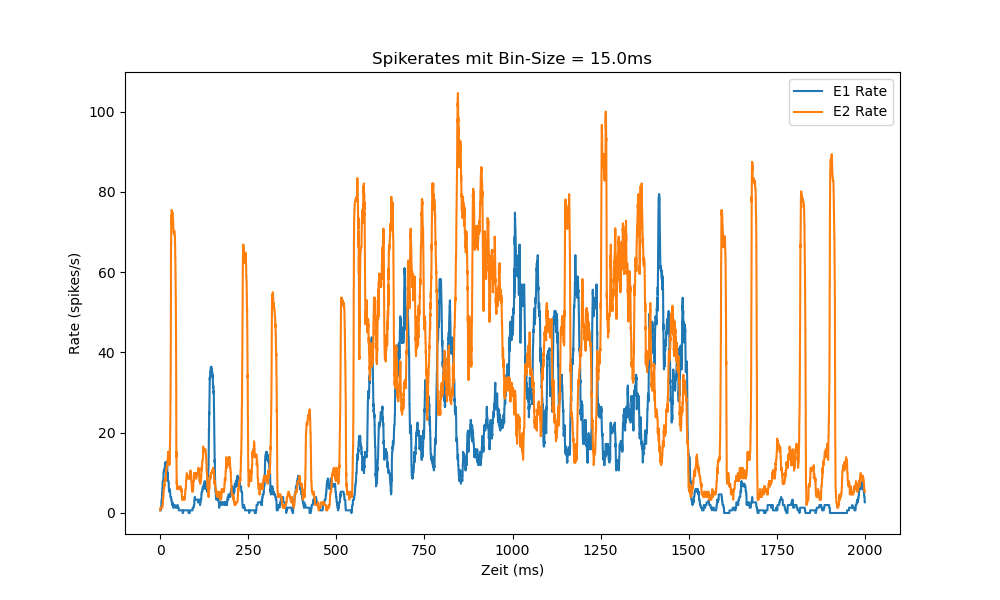 Spikerates mit Bin-Size = 15.0ms
E1 Rate
E2 Rate
Rate (spikes/s)
100
80
60
40
20
0
0 250 500 750 1000 1250 1500 1750 2000
Zeit (ms)